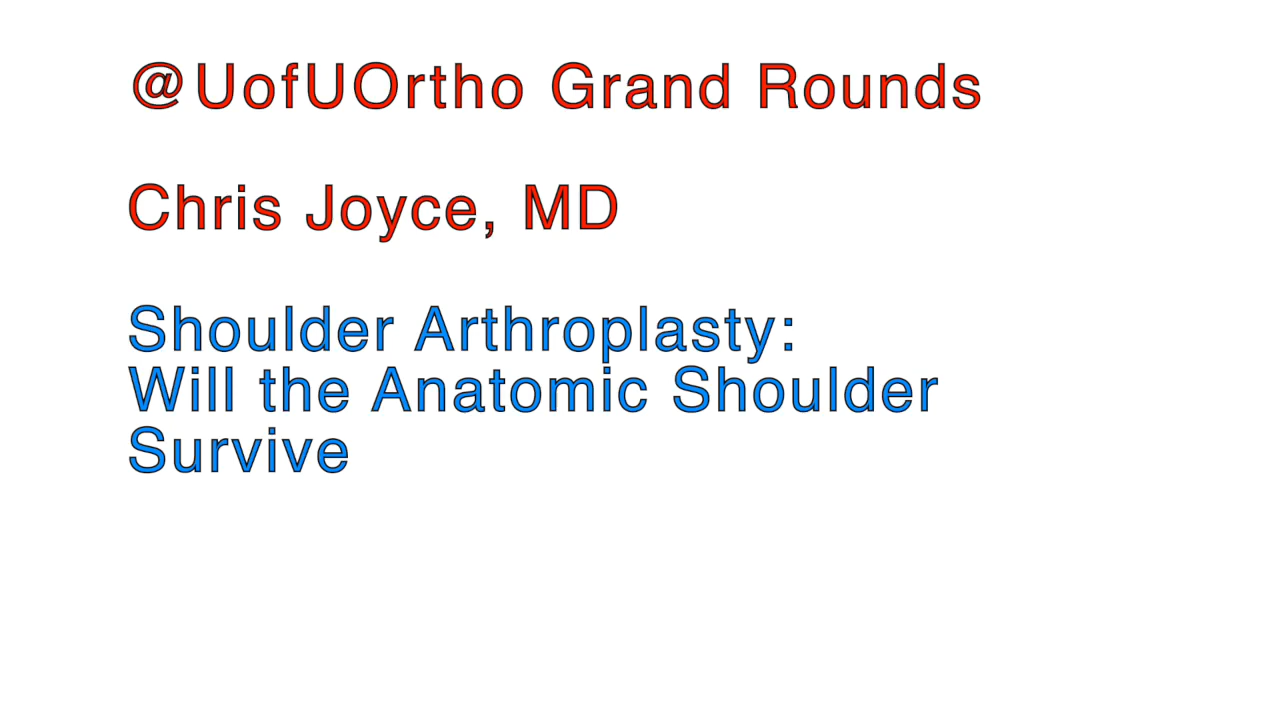 @UofUOrtho Grand Rounds
Chris Joyce, MD
Shoulder Arthroplasty:
Will the Anatomic Shoulder
Survive